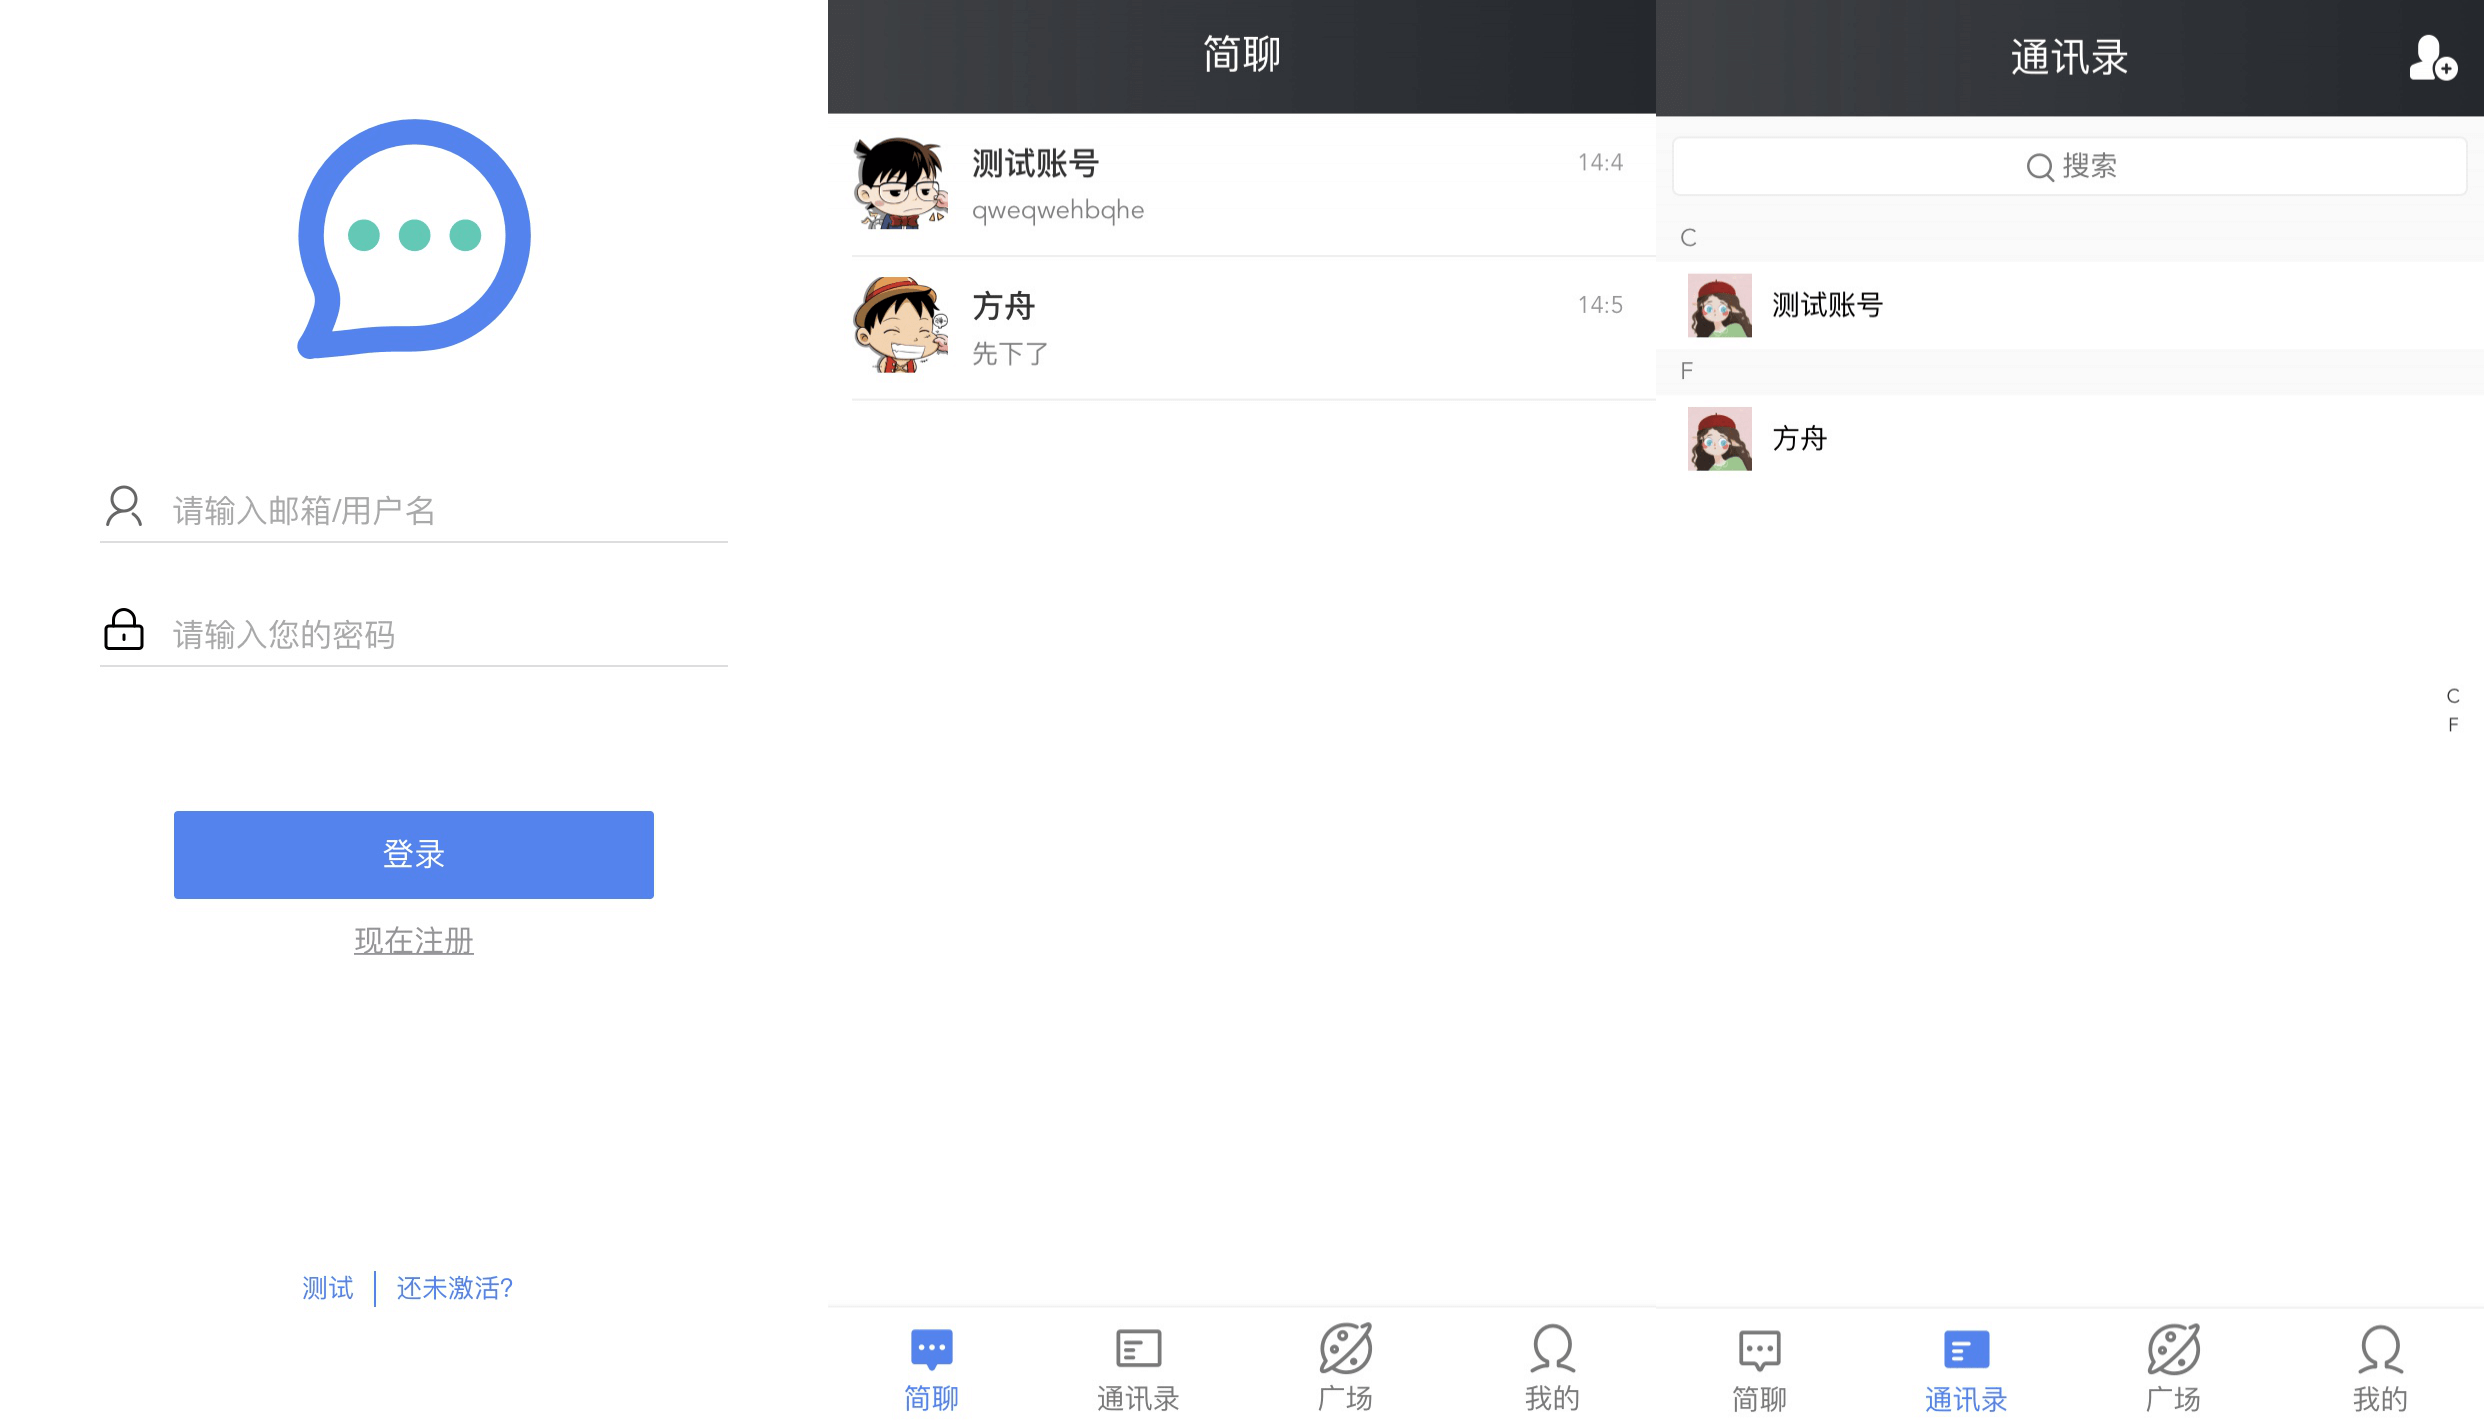 请输入邮箱/用户名
请输入您的密码
登录
现在注册
测试
还未激活?
简聊
测试账号
14:4
qweqwehbqhe
方舟
14:5
先下了
简聊
通讯录
广场
我的
通讯录
搜索
C
测试账号
F
方舟
C
F
简聊
通讯录
广场
我的